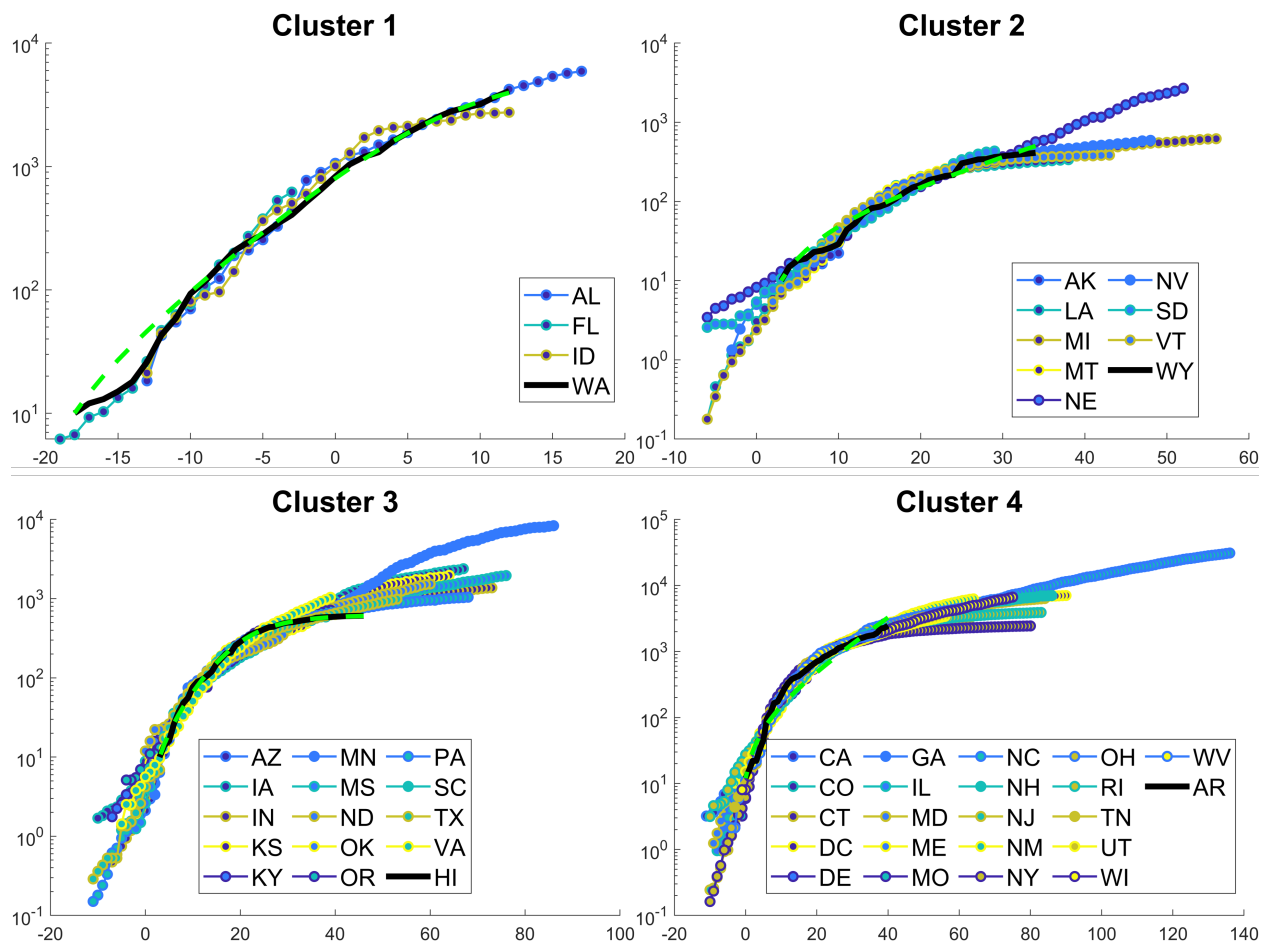 Cluster 1
10^4
10^3
10^2
10^1
-20 -15 -10 -5 0 5 10 15 20
AL
FL
ID
WA
Cluster 2
10^4
10^3
10^2
10^1
10^0
10^-1
-10 0 10 20 30 40 50 60
AK NV
LA SD
MI VT
MT WY
NE
Cluster 3
10^4
10^3
10^2
10^1
10^0
10^-1
-20 0 20 40 60 80 100
AZ MN PA
IA MS SC
IN ND TX
KS OK VA
KY OR HI
Cluster 4
10^5
10^4
10^3
10^2
10^1
10^0
10^-1
-20 0 20 40 60 80 100 120 140
CA GA NC OH WV
CO IL NH RI AR
CT MD NJ TN
DC ME NM UT
DE MO NY WI